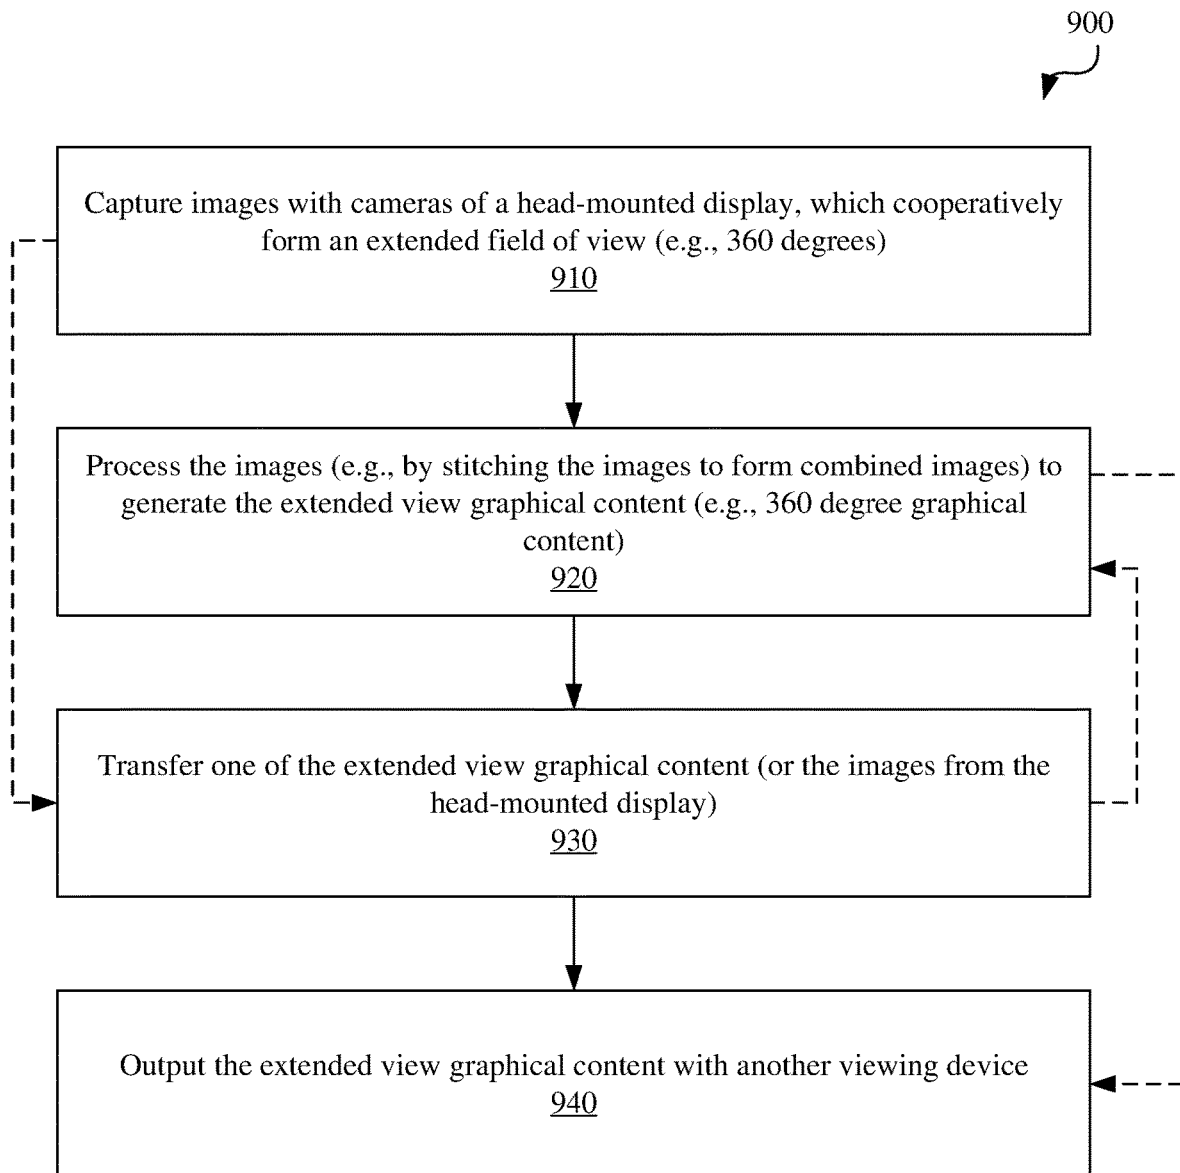 900
Capture images with cameras of a head-mounted display, which cooperatively
form an extended field of view (e.g., 360 degrees)
910
Process the images (e.g., by stitching the images to form combined images) to
generate the extended view graphical content (e.g., 360 degree graphical
content)
920
Transfer one of the extended view graphical content (or the images from the
head-mounted display)
930
Output the extended view graphical content with another viewing device
940